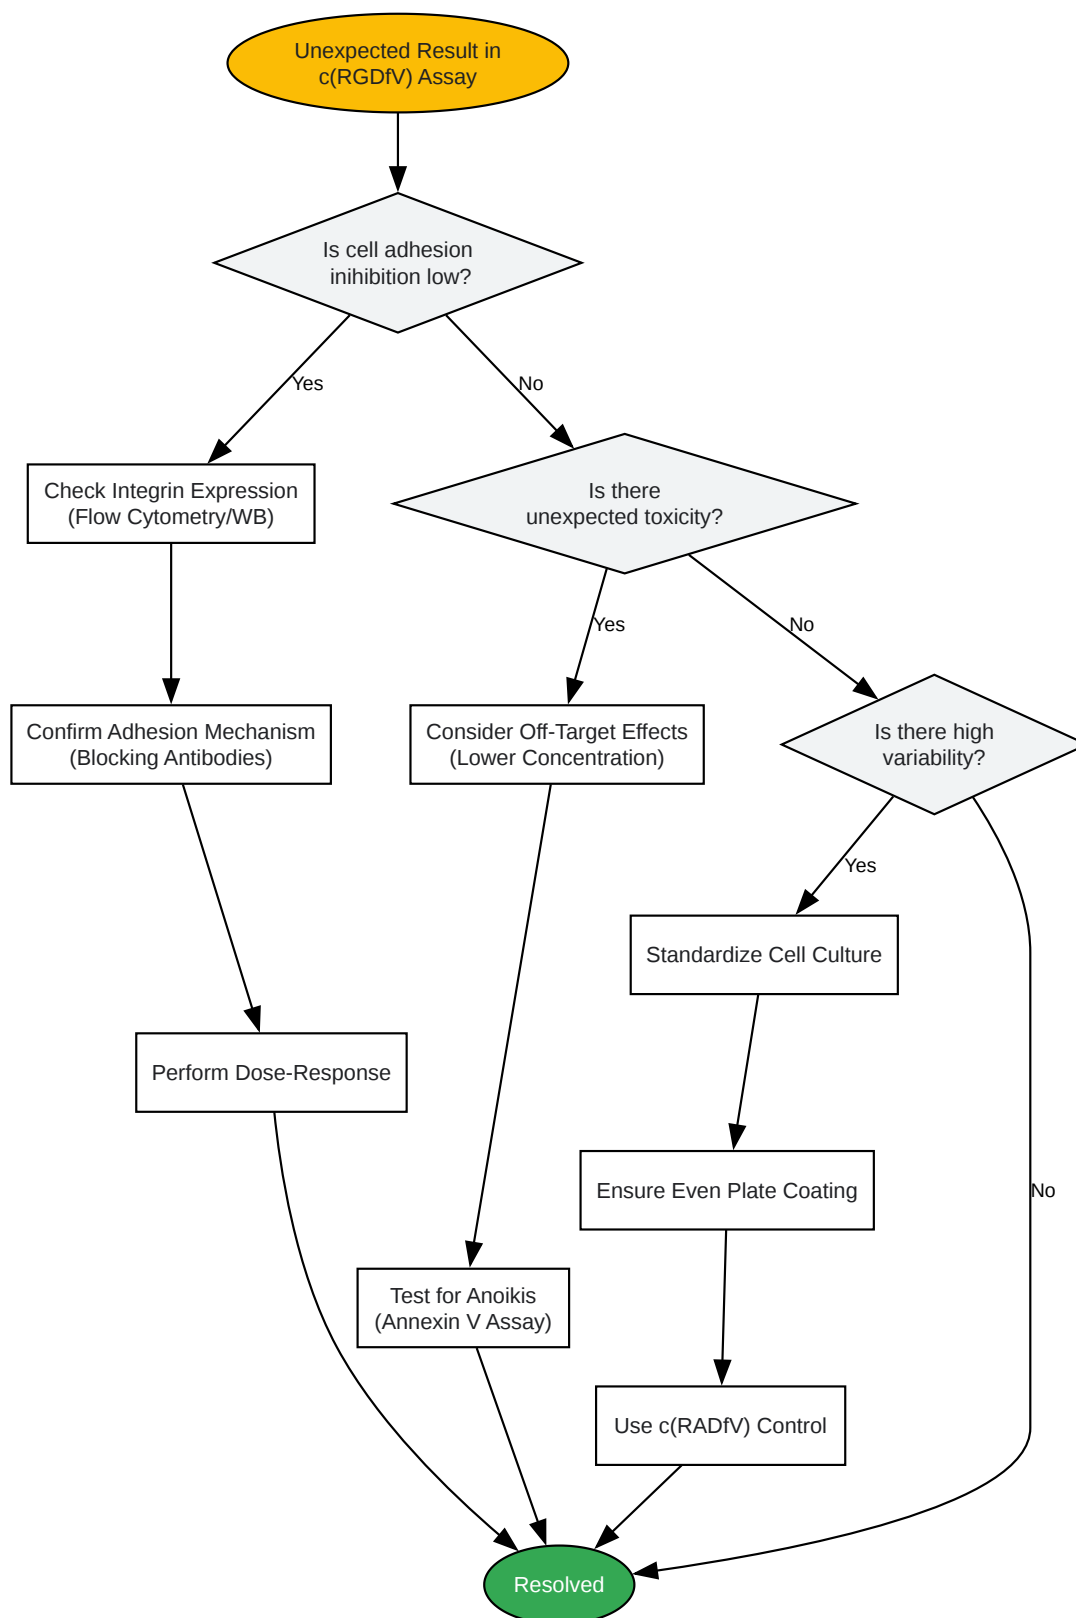 Unexpected Result in
c(RGDfV) Assay
Is cell adhesion
inihibition low?
Yes
No
Check Integrin Expression
(Flow Cytometry/WB)
Is there
unexpected toxicity?
Yes
No
Confirm Adhesion Mechanism
(Blocking Antibodies)
Consider Off-Target Effects
(Lower Concentration)
Is there high
variability?
Yes
Standardize Cell Culture
Perform Dose-Response
Ensure Even Plate Coating
No
Test for Anoikis
(Annexin V Assay)
Use c(RADfV) Control
Resolved